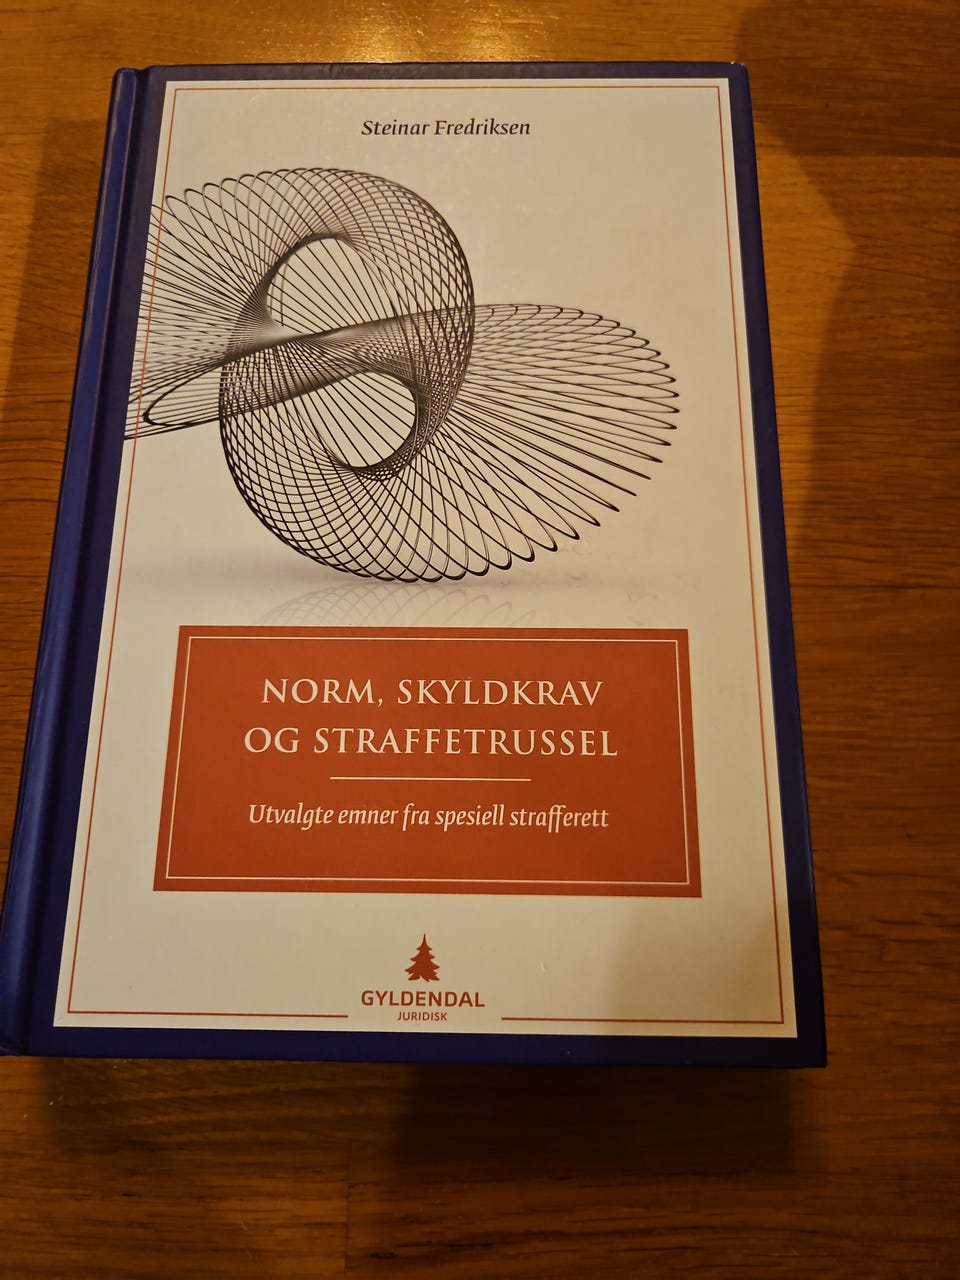 Steinar Fredriksen
NORM, SKYLDKRAV
OG STRAFFETRUSSEL
Utvalgte emner fra spesiell strafferett
GYLDENDAL
JURIDISK